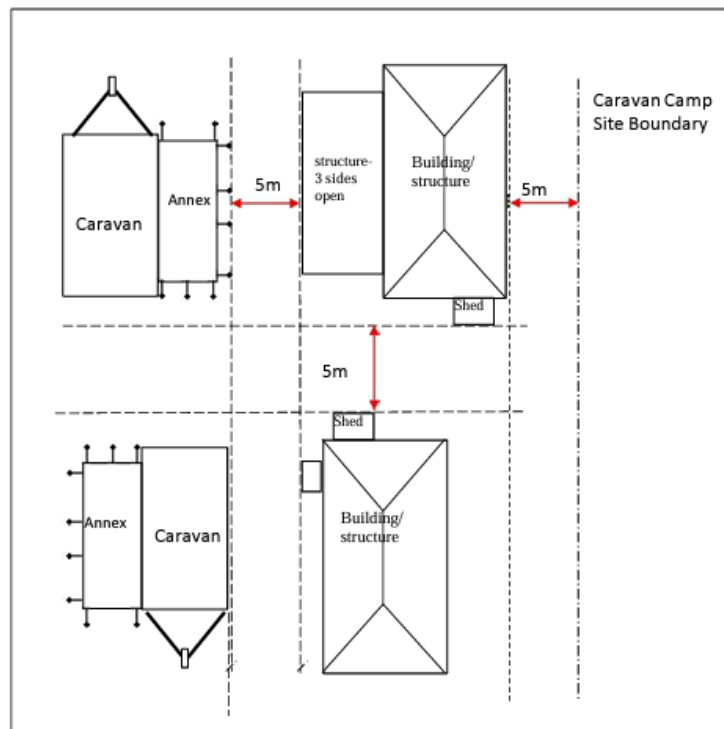 Caravan Camp
Site Boundary
structure-
3 sides
open
Building/
structure
5m
5m
Annex
Caravan
Shed
5m
Shed
Annex
Caravan
Building/
structure